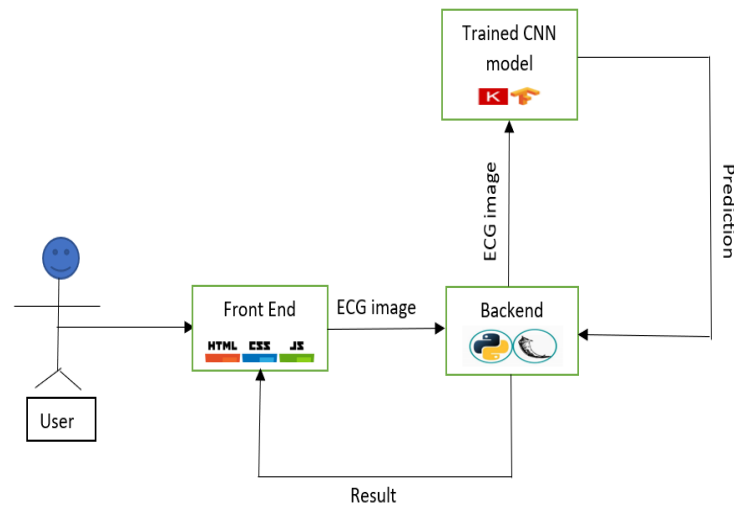 Trained CNN
model
K
ECG image
Prediction
Front End
HTML CSS JS
ECG image
Backend
User
Result